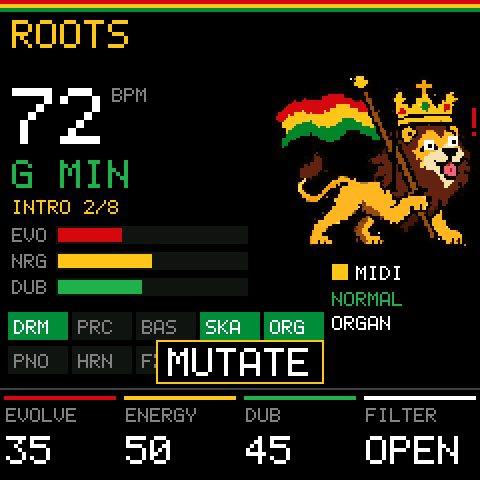 ROOTS
72 BPM
G MIN
INTRO 2/8
EVO
NRG
DUB
!
MIDI
NORMAL
ORGAN
DRM PRC BAS SKA ORG
PNO HRN
MUTATE
EVOLVE ENERGY DUB FILTER
35 50 45 OPEN